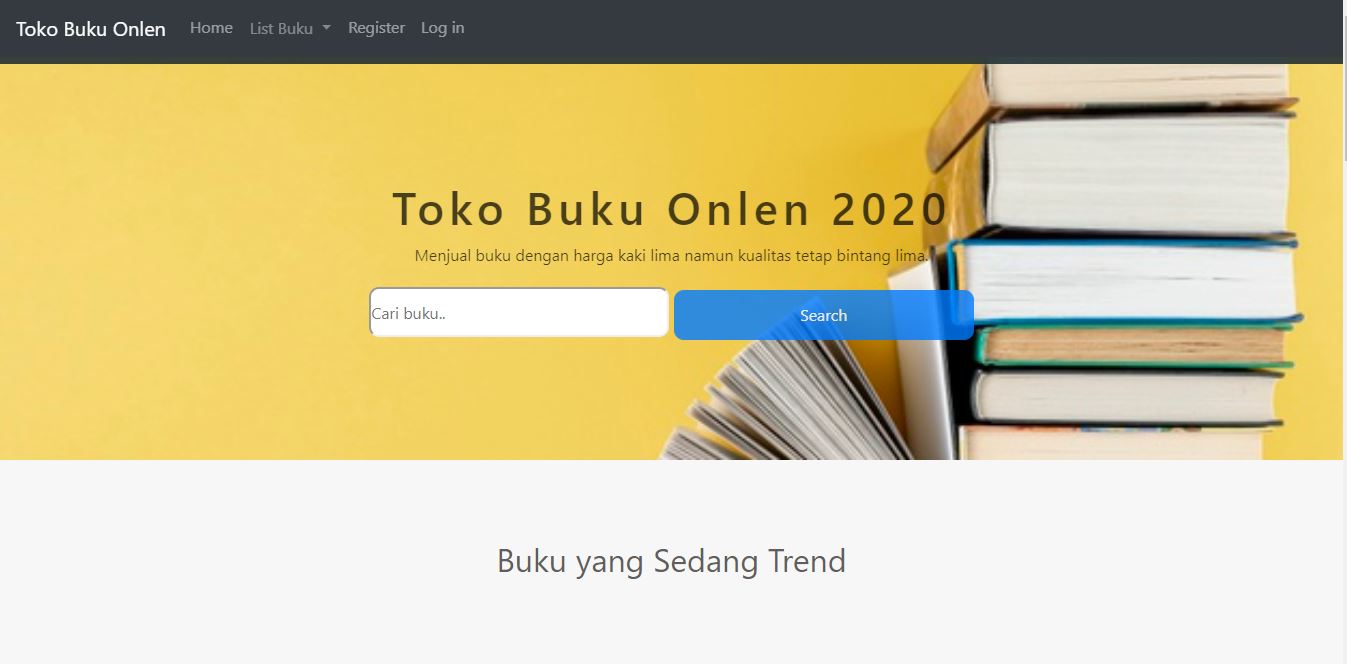 Toko Buku Onlen Home List Buku Register Log in
Toko Buku Onlen 2020
Menjual buku dengan harga kaki lima namun kualitas tetap bintang lima.
Cari buku.. Search
Buku yang Sedang Trend